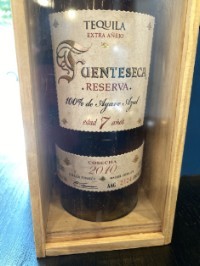 TEQUILA
EXTRA AÑEJO
FUENTESECA
. RESERVA .
100% de Agave Azul
edad 7 años
COSECHA
2010